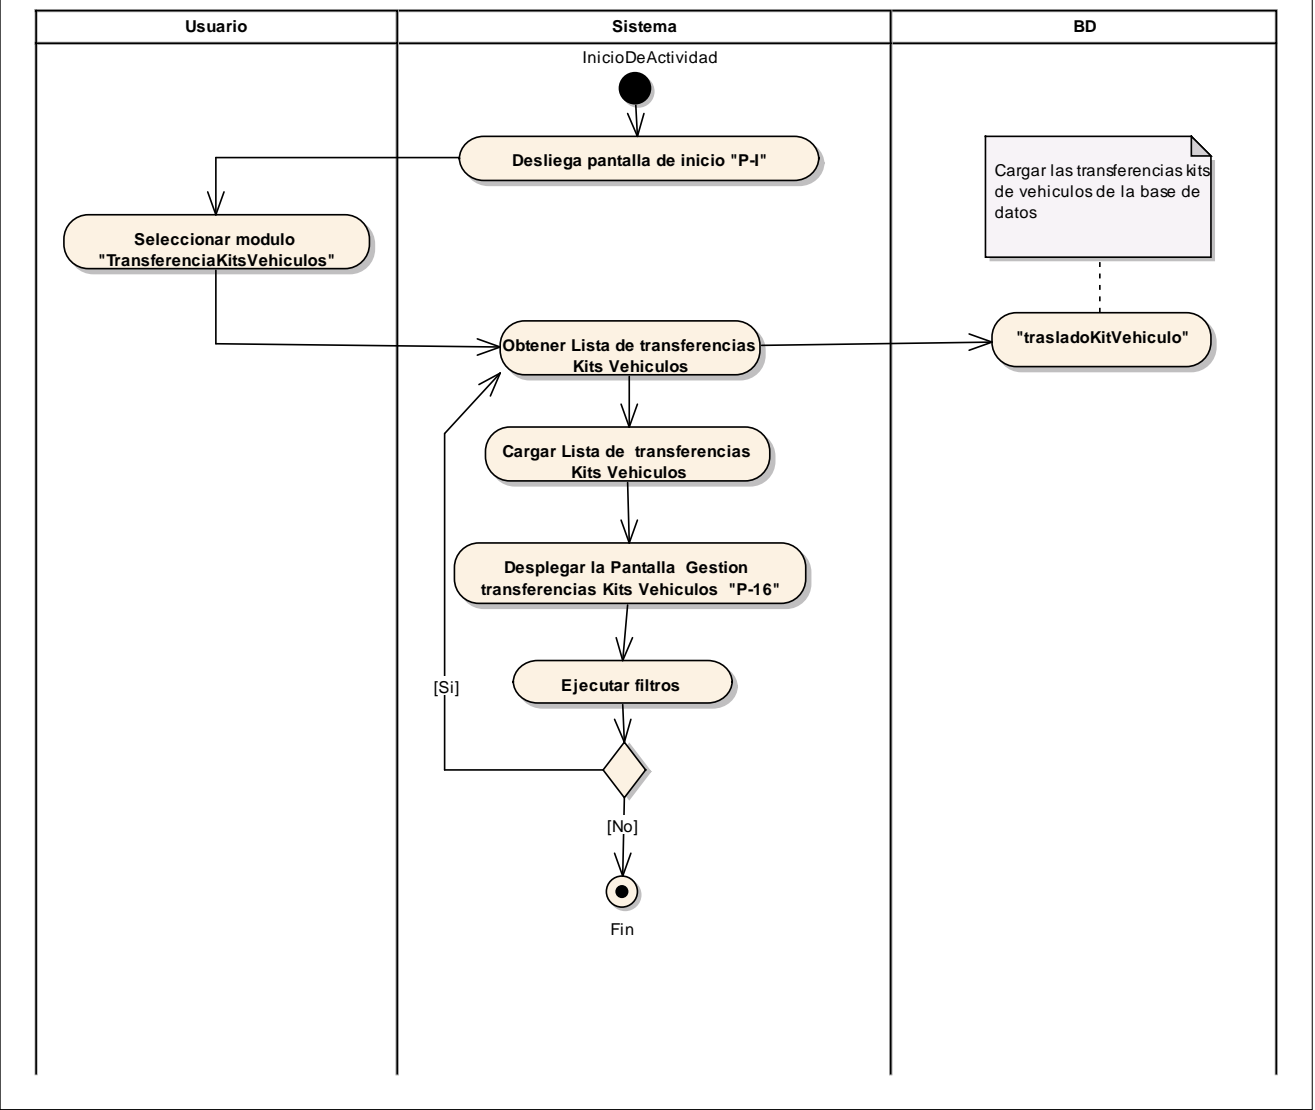 Usuario
Sistema
BD
InicioDeActividad
Desliega pantalla de inicio "P-I"
Cargar las transferencias kits
de vehiculos de la base de
datos
Seleccionar modulo
"TransferenciaKitsVehiculos"
Obtener Lista de transferencias
Kits Vehiculos
"trasladoKitVehiculo"
Cargar Lista de transferencias
Kits Vehiculos
Desplegar la Pantalla Gestion
transferencias Kits Vehiculos "P-16"
Ejecutar filtros
[Si]
[No]
Fin